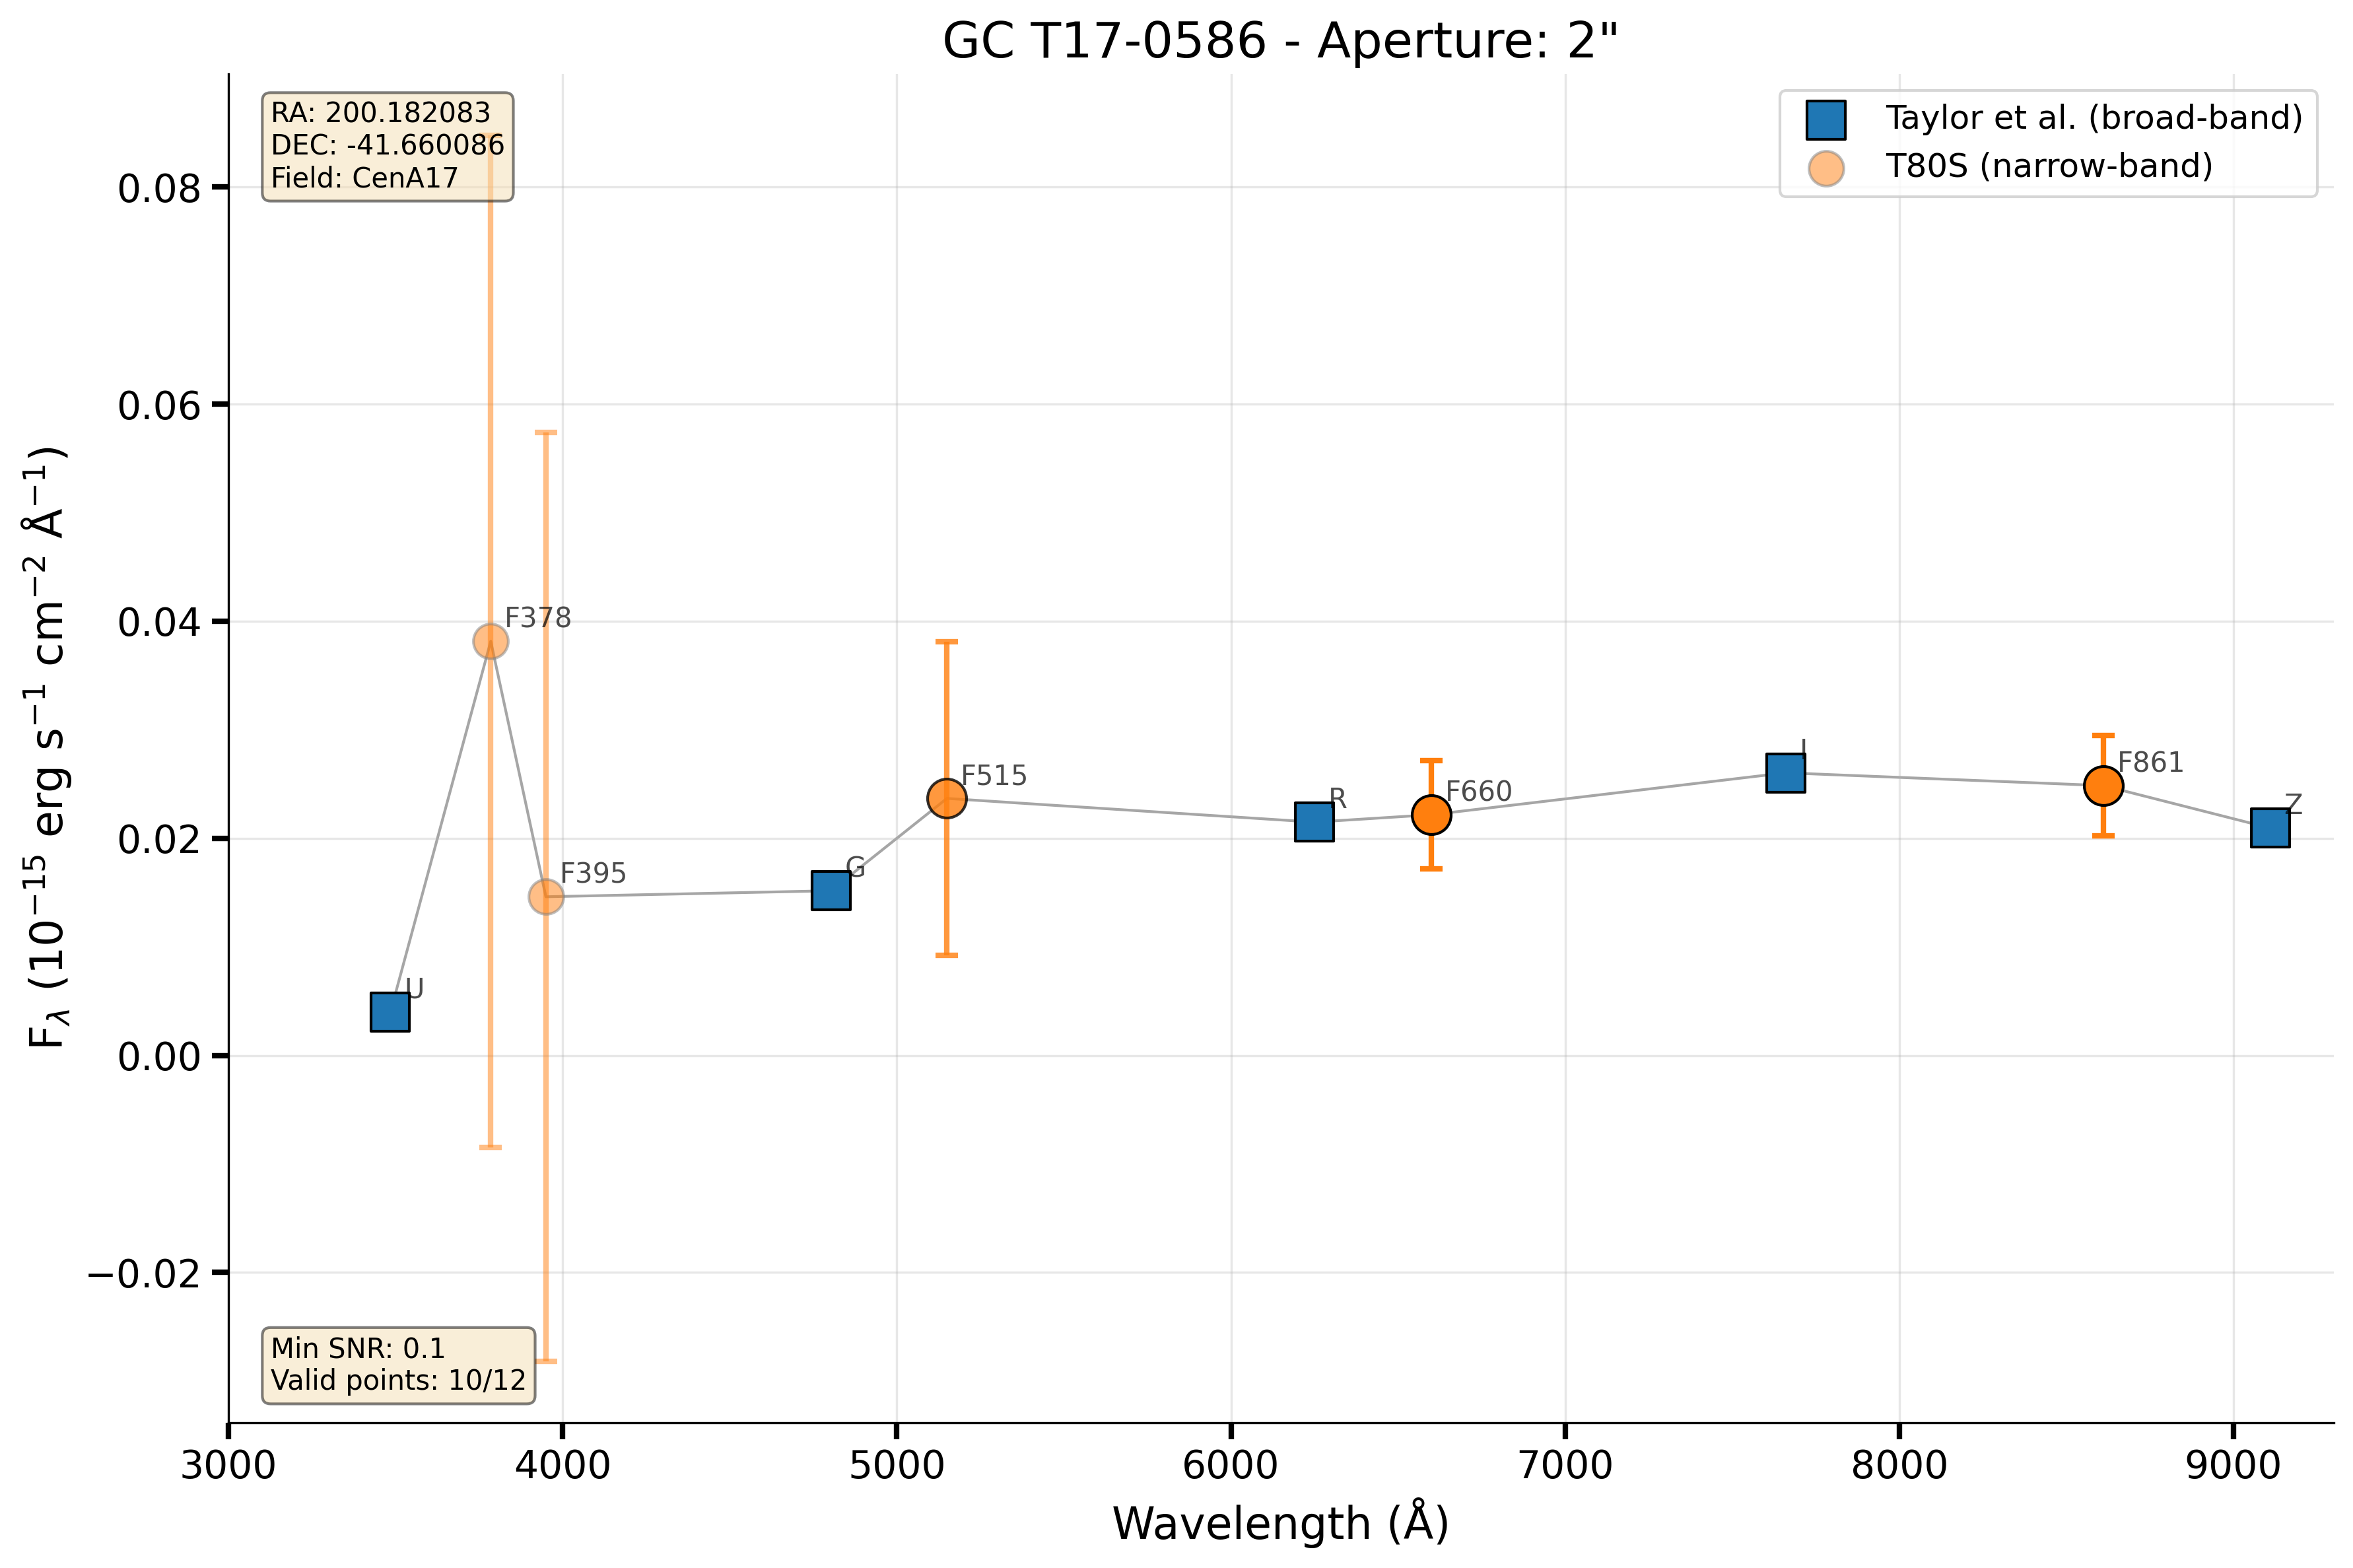 GC T17-0586 - Aperture: 2"
RA: 200.182083
DEC: -41.660086
Field: CenA17
Taylor et al. (broad-band)
T80S (narrow-band)
0.08
0.06
0.04
0.02
0.00
−0.02
F_λ (10⁻¹⁵ erg s⁻¹ cm⁻² Å⁻¹)
U
F378
F395
G
F515
R
F660
I
F861
Z
Min SNR: 0.1
Valid points: 10/12
3000 4000 5000 6000 7000 8000 9000
Wavelength (Å)